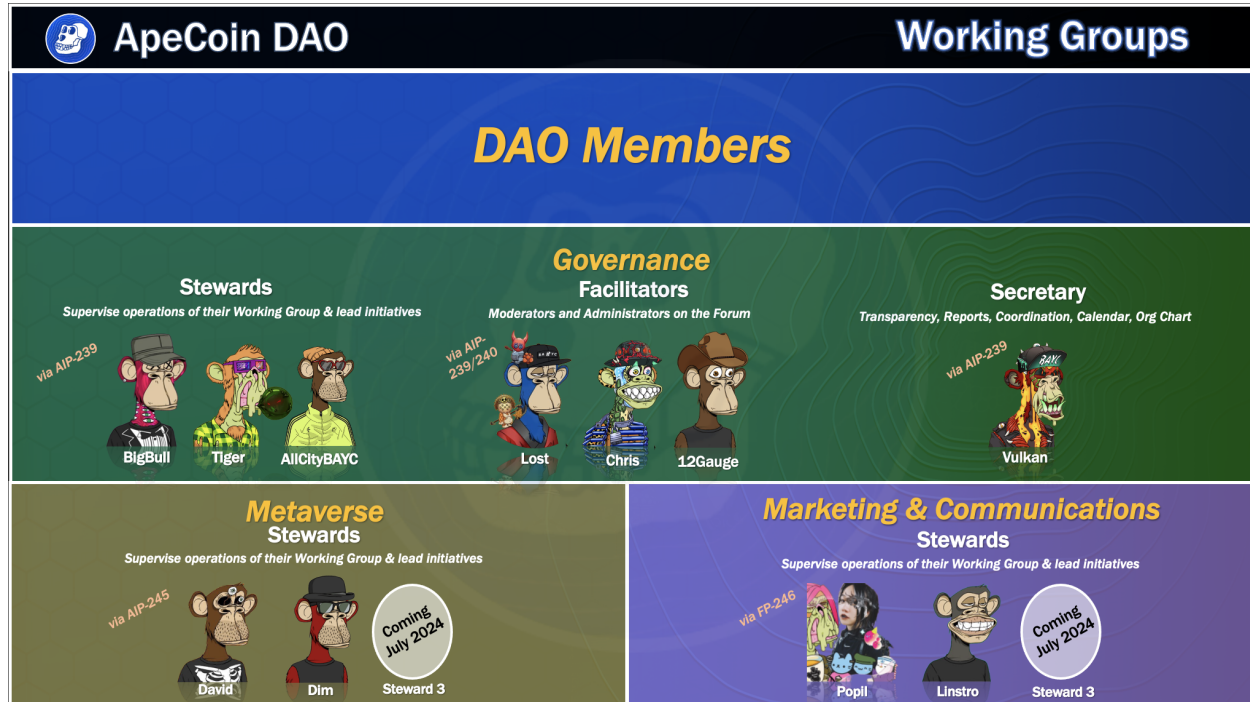 ApeCoin DAO
Working Groups
DAO Members
Governance
Stewards
Supervise operations of their Working Group & lead initiatives
via AIP-239
BigBull
Tiger
AllCityBAYC
Facilitators
Moderators and Administrators on the Forum
via AIP-
239/240
Lost
Chris
12Gauge
Secretary
Transparency, Reports, Coordination, Calendar, Org Chart
via AIP-239
Vulkan
Metaverse
Stewards
Supervise operations of their Working Group & lead initiatives
via AIP-245
David
Dim
Coming
July 2024
Steward 3
Marketing & Communications
Stewards
Supervise operations of their Working Group & lead initiatives
via FP-246
Popil
Linstro
Coming
July 2024
Steward 3